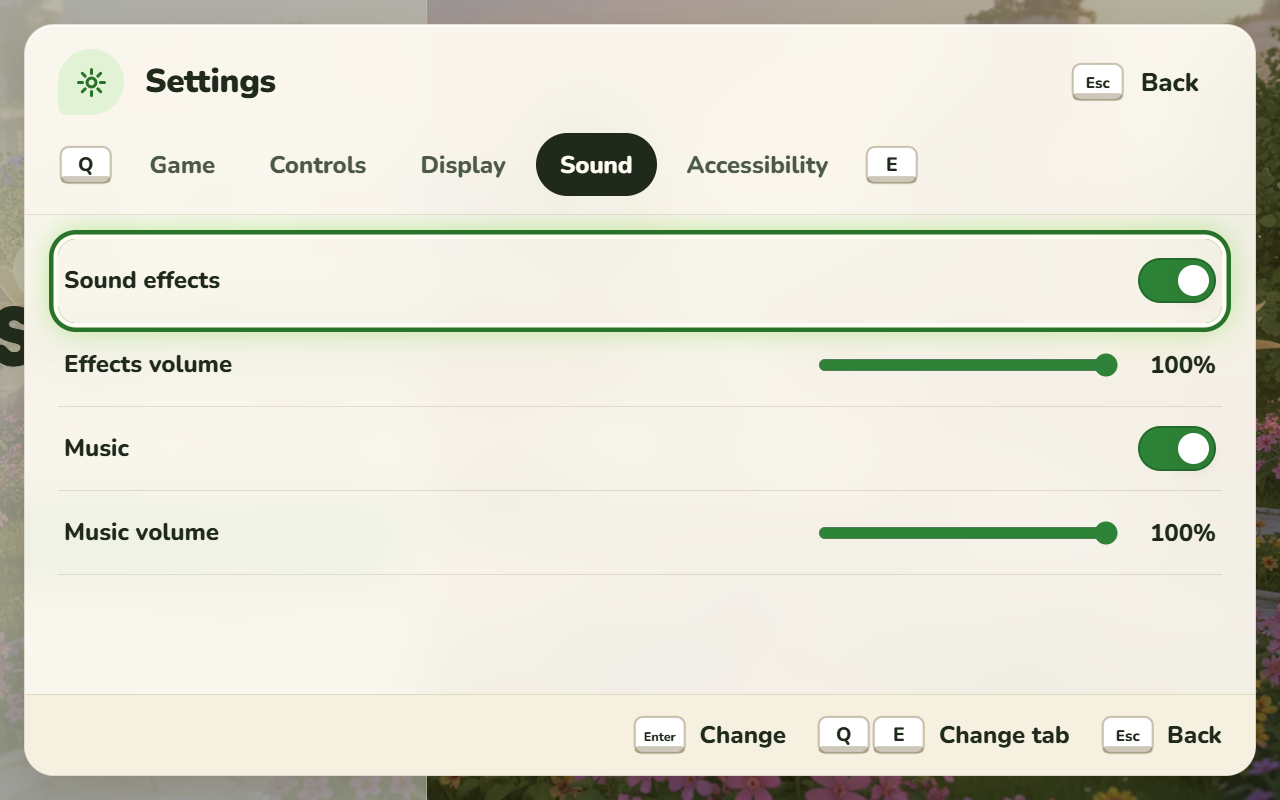 Settings
Esc Back
Q Game Controls Display Sound Accessibility E
Sound effects
Effects volume 100%
Music
Music volume 100%
Enter Change Q E Change tab Esc Back